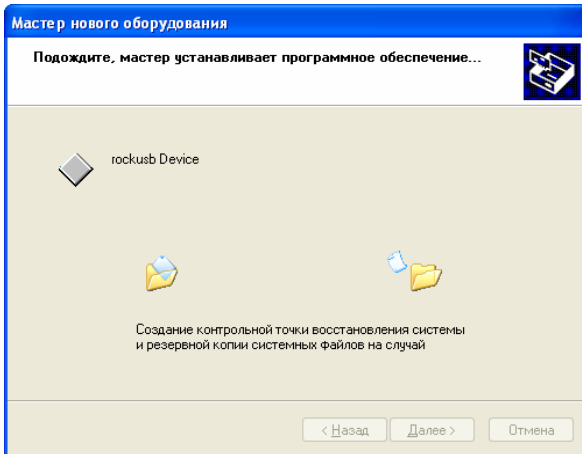 Мастер нового оборудования
Подождите, мастер устанавливает программное обеспечение...
rockusb Device
Создание контрольной точки восстановления системы
и резервной копии системных файлов на случай
< Назад
Далее >
Отмена